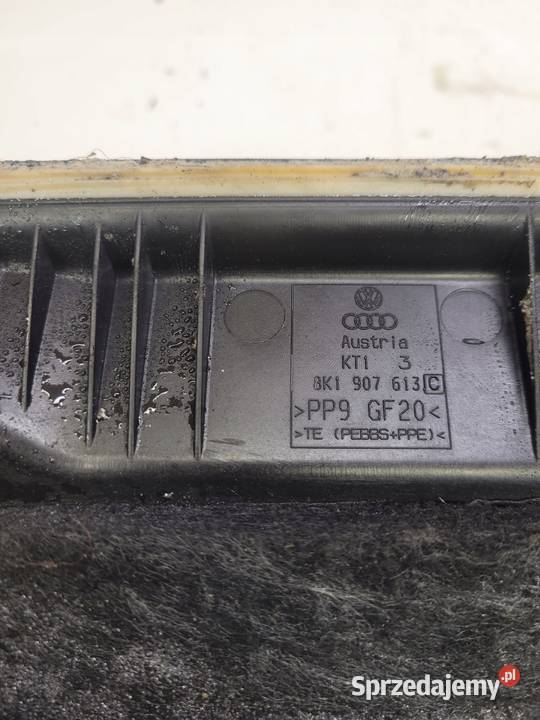 Austria
KT1 3
8K1 907 613 C
>PP9 GF20<
>TE (PEBBS+PPE)<
Sprzedajemy.pl